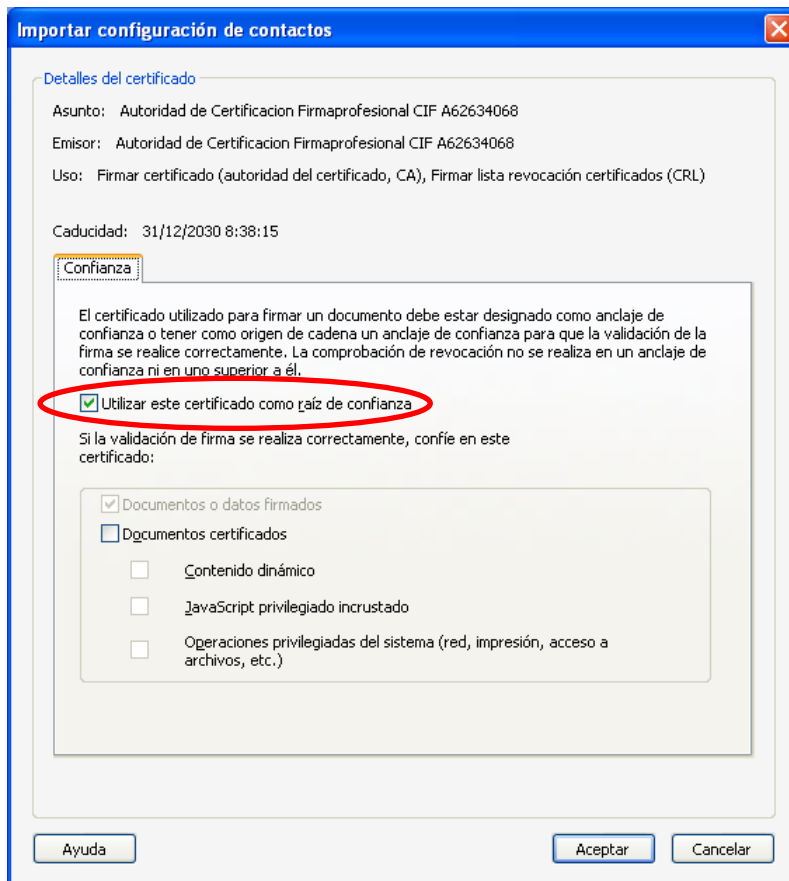 Importar configuración de contactos
Detalles del certificado
Asunto: Autoridad de Certificacion Firmaprofesional CIF A62634068
Emisor: Autoridad de Certificacion Firmaprofesional CIF A62634068
Uso: Firmar certificado (autoridad del certificado, CA), Firmar lista revocación certificados (CRL)
Caducidad: 31/12/2030 8:38:15
Confianza
El certificado utilizado para firmar un documento debe estar designado como anclaje de
confianza o tener como origen de cadena un anclaje de confianza para que la validación de la
firma se realice correctamente. La comprobación de revocación no se realiza en un anclaje de
confianza ni en uno superior a él.
Utilizar este certificado como raíz de confianza
Si la validación de firma se realiza correctamente, confíe en este
certificado:
Documentos o datos firmados
Documentos certificados
Contenido dinámico
JavaScript privilegiado incrustado
Operaciones privilegiadas del sistema (red, impresión, acceso a
archivos, etc.)
Ayuda
Aceptar
Cancelar